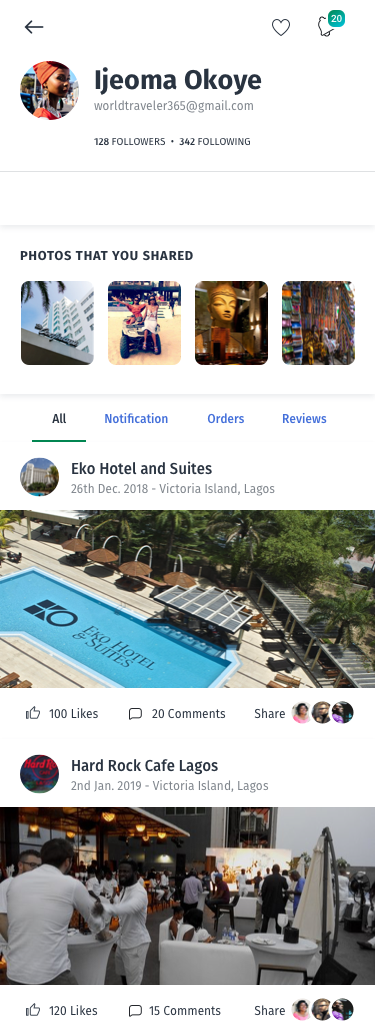 20
Ijeoma Okoye
worldtraveler365@gmail.com
128 FOLLOWERS • 342 FOLLOWING
PHOTOS THAT YOU SHARED
All Notification Orders Reviews
Eko Hotel and Suites
26th Dec. 2018 - Victoria Island, Lagos
EKO HOTEL
& SUITES
100 Likes 20 Comments Share
Hard Rock Cafe Lagos
2nd Jan. 2019 - Victoria Island, Lagos
120 Likes 15 Comments Share